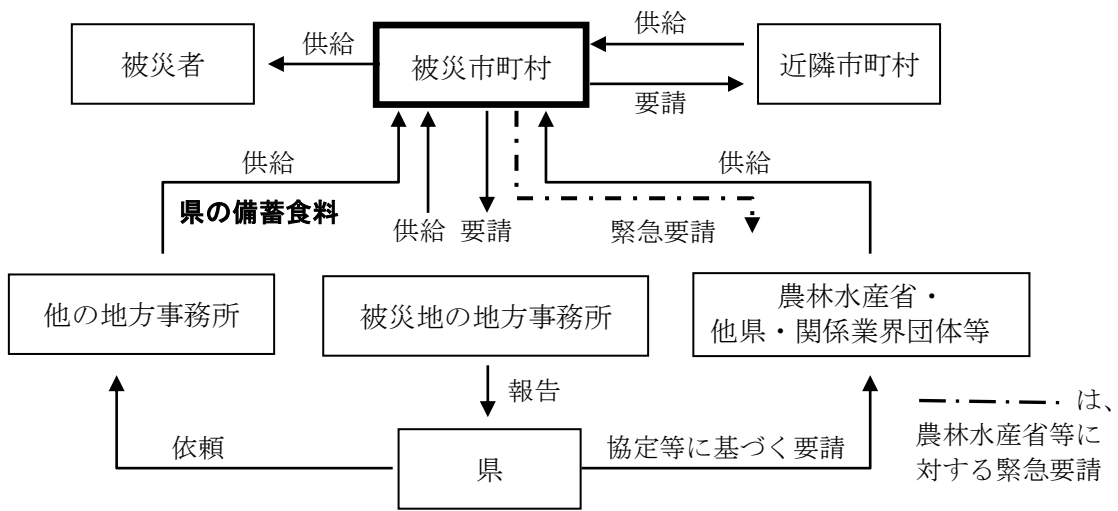 供給
被災者
供給
被災市町村
近隣市町村
要請
供給
供給
県の備蓄食料
供給
要請
緊急要請
他の地方事務所
被災地の地方事務所
農林水産省・
他県・関係業界団体等
報告
は、
農林水産省等に
対する緊急要請
依頼
協定等に基づく要請
県